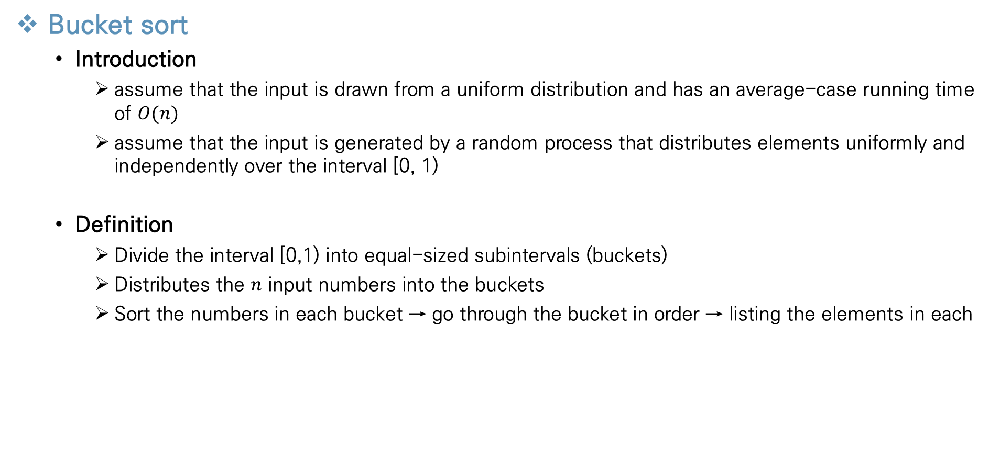 ❖ Bucket sort
• Introduction
➢ assume that the input is drawn from a uniform distribution and has an average-case running time
of O(n)
➢ assume that the input is generated by a random process that distributes elements uniformly and
independently over the interval [0, 1)
• Definition
➢ Divide the interval [0,1) into equal-sized subintervals (buckets)
➢ Distributes the n input numbers into the buckets
➢ Sort the numbers in each bucket → go through the bucket in order → listing the elements in each